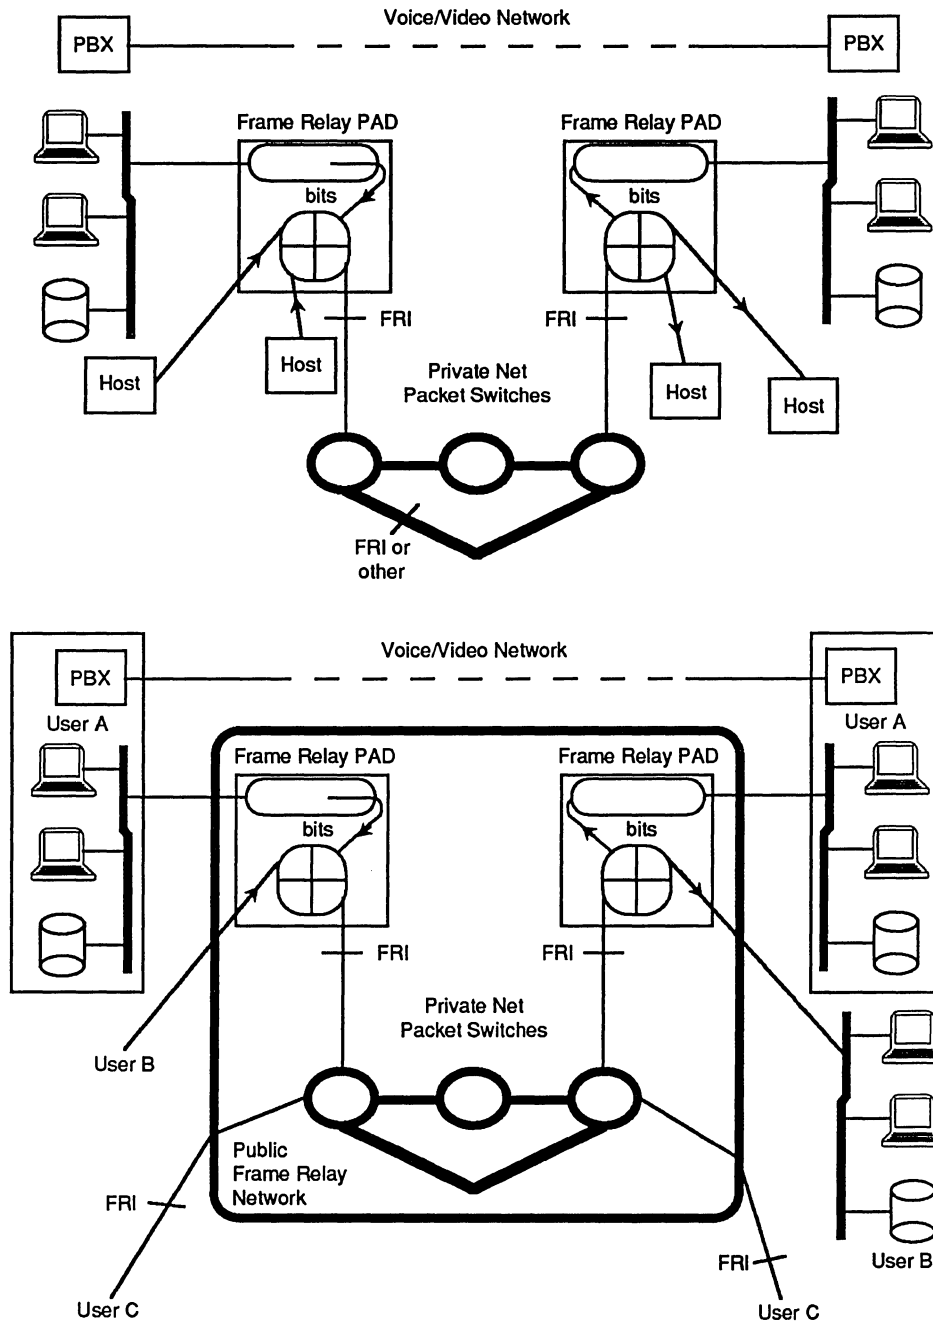 Voice/Video Network
PBX
PBX
Frame Relay PAD
Frame Relay PAD
bits
bits
FRI
FRI
Host
Host
Host
Host
Private Net
Packet Switches
FRI or
other
Voice/Video Network
PBX
PBX
User A
User A
Frame Relay PAD
Frame Relay PAD
bits
bits
FRI
FRI
Private Net
Packet Switches
User B
Public
Frame Relay
Network
FRI
FRI
User B
User C
User C